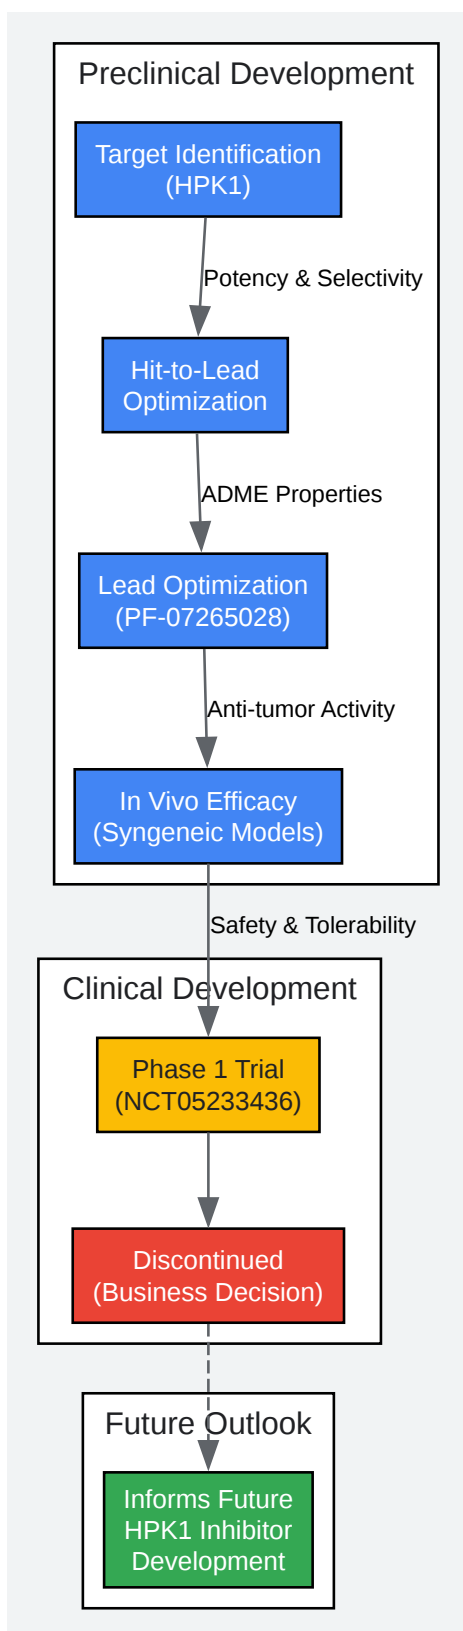 Preclinical Development
Target Identification
(HPK1)
Potency & Selectivity
Hit-to-Lead
Optimization
ADME Properties
Lead Optimization
(PF-07265028)
Anti-tumor Activity
In Vivo Efficacy
(Syngeneic Models)
Safety & Tolerability
Clinical Development
Phase 1 Trial
(NCT05233436)
Discontinued
(Business Decision)
Future Outlook
Informs Future
HPK1 Inhibitor
Development